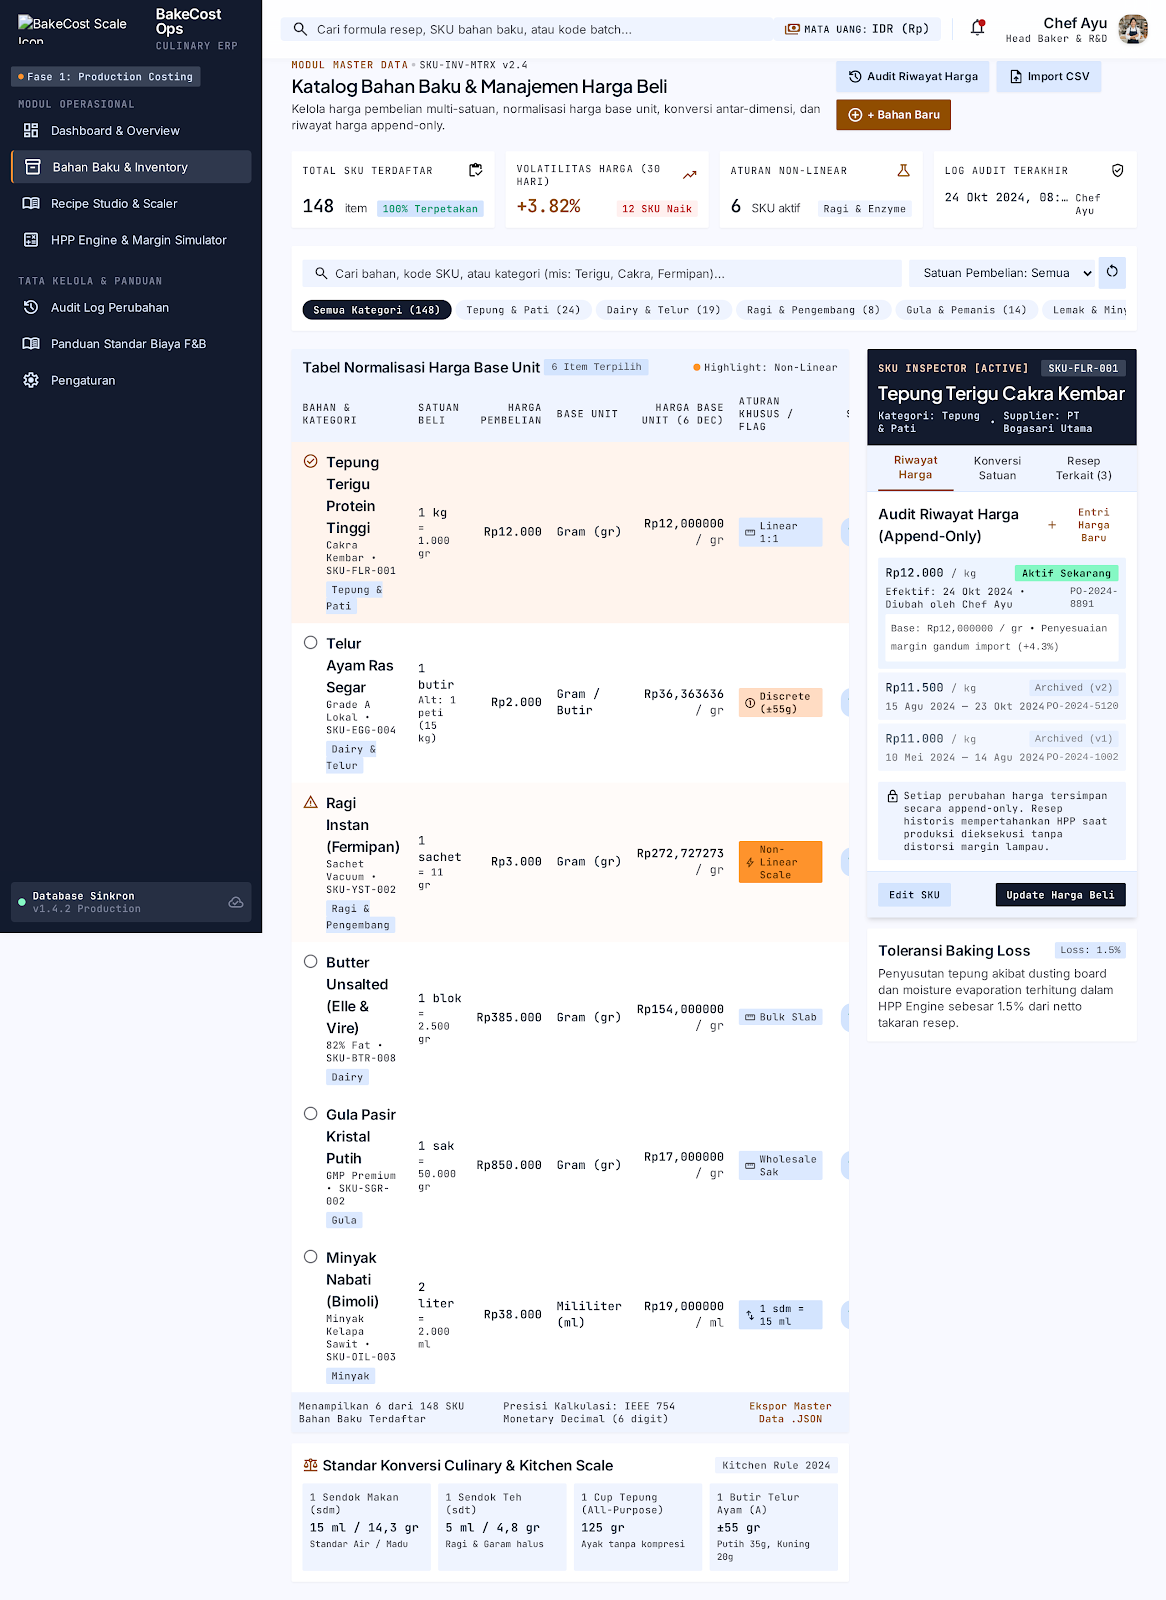 BakeCost Scale Icon
BakeCost Ops
CULINARY ERP
Fase 1: Production Costing
MODUL OPERASIONAL
Dashboard & Overview
Bahan Baku & Inventory
Recipe Studio & Scaler
HPP Engine & Margin Simulator
TATA KELOLA & PANDUAN
Audit Log Perubahan
Panduan Standar Biaya F&B
Pengaturan
Database Sinkron
v1.4.2 Production
Cari formula resep, SKU bahan baku, atau kode batch...
MATA UANG: IDR (Rp)
Chef Ayu
Head Baker & R&D
MODUL MASTER DATA • SKU-INV-MTRX v2.4
Katalog Bahan Baku & Manajemen Harga Beli
Kelola harga pembelian multi-satuan, normalisasi harga base unit, konversi antar-dimensi, dan
riwayat harga append-only.
Audit Riwayat Harga
Import CSV
+ Bahan Baru
TOTAL SKU TERDAFTAR
148 item 100% Terpetakan
VOLATILITAS HARGA (30
HARI)
+3.82% 12 SKU Naik
ATURAN NON-LINEAR
6 SKU aktif Ragi & Enzyme
LOG AUDIT TERAKHIR
24 Okt 2024, 08:… Chef
Ayu
Cari bahan, kode SKU, atau kategori (mis: Terigu, Cakra, Fermipan)...
Satuan Pembelian: Semua
Semua Kategori (148)
Tepung & Pati (24)
Dairy & Telur (19)
Ragi & Pengembang (8)
Gula & Pemanis (14)
Lemak & Miny
Tabel Normalisasi Harga Base Unit 6 Item Terpilih
Highlight: Non-Linear
BAHAN &
KATEGORI
SATUAN
BELI
HARGA
PEMBELIAN
BASE UNIT
HARGA BASE
UNIT (6 DEC)
ATURAN
KHUSUS /
FLAG
Tepung
Terigu
Protein
Tinggi
Cakra
Kembar •
SKU-FLR-001
Tepung &
Pati
1 kg
=
1.000
gr
Rp12.000
Gram (gr)
Rp12,000000
/ gr
Linear
1:1
Telur
Ayam Ras
Segar
Grade A
Lokal •
SKU-EGG-004
Dairy &
Telur
1
butir
Alt: 1
peti
(15
kg)
Rp2.000
Gram /
Butir
Rp36,363636
/ gr
Discrete
(±55g)
Ragi
Instan
(Fermipan)
Sachet
Vacuum •
SKU-YST-002
Ragi &
Pengembang
1
sachet
= 11
gr
Rp3.000
Gram (gr)
Rp272,727273
/ gr
Non-
Linear
Scale
Butter
Unsalted
(Elle &
Vire)
82% Fat •
SKU-BTR-008
Dairy
1 blok
=
2.500
gr
Rp385.000
Gram (gr)
Rp154,000000
/ gr
Bulk Slab
Gula Pasir
Kristal
Putih
GMP Premium
• SKU-SGR-
002
Gula
1 sak
=
50.000
gr
Rp850.000
Gram (gr)
Rp17,000000
/ gr
Wholesale
Sak
Minyak
Nabati
(Bimoli)
Minyak
Kelapa
Sawit •
SKU-OIL-003
Minyak
2
liter
=
2.000
ml
Rp38.000
Mililiter
(ml)
Rp19,000000
/ ml
1 sdm =
15 ml
Menampilkan 6 dari 148 SKU
Bahan Baku Terdaftar
Presisi Kalkulasi: IEEE 754
Monetary Decimal (6 digit)
Ekspor Master
Data .JSON
Standar Konversi Culinary & Kitchen Scale
Kitchen Rule 2024
1 Sendok Makan
(sdm)
15 ml / 14,3 gr
Standar Air / Madu
1 Sendok Teh
(sdt)
5 ml / 4,8 gr
Ragi & Garam halus
1 Cup Tepung
(All-Purpose)
125 gr
Ayak tanpa kompresi
1 Butir Telur
Ayam (A)
±55 gr
Putih 35g, Kuning
20g
SKU INSPECTOR [ACTIVE] SKU-FLR-001
Tepung Terigu Cakra Kembar
Kategori: Tepung
& Pati
•
Supplier: PT
Bogasari Utama
Riwayat
Harga
Konversi
Satuan
Resep
Terkait (3)
Audit Riwayat Harga
(Append-Only)
+ Entri
Harga
Baru
Rp12.000 / kg Aktif Sekarang
Efektif: 24 Okt 2024 •
Diubah oleh Chef Ayu
PO-2024-
8891
Base: Rp12,000000 / gr • Penyesuaian
margin gandum import (+4.3%)
Rp11.500 / kg Archived (v2)
15 Agu 2024 — 23 Okt 2024 PO-2024-5120
Rp11.000 / kg Archived (v1)
10 Mei 2024 — 14 Agu 2024 PO-2024-1002
Setiap perubahan harga tersimpan
secara append-only. Resep
historis mempertahankan HPP saat
produksi dieksekusi tanpa
distorsi margin lampau.
Edit SKU
Update Harga Beli
Toleransi Baking Loss Loss: 1.5%
Penyusutan tepung akibat dusting board
dan moisture evaporation terhitung dalam
HPP Engine sebesar 1.5% dari netto
takaran resep.